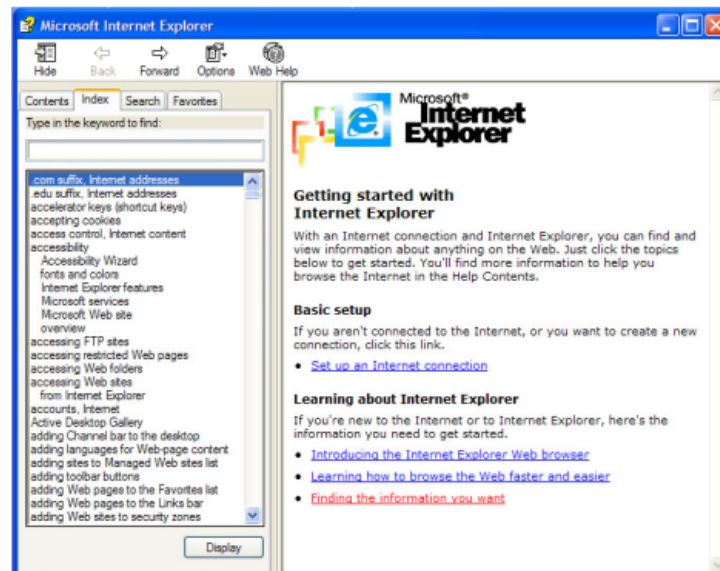 Microsoft Internet Explorer
Hide Back Forward Options Web Help
Contents Index Search Favorites
Type in the keyword to find:
.com suffix, Internet addresses
.edu suffix, Internet addresses
accelerator keys (shortcut keys)
accepting cookies
access control, Internet content
accessibility
Accessibility Wizard
fonts and colors
Internet Explorer features
Microsoft services
Microsoft Web site
overview
accessing FTP sites
accessing restricted Web pages
accessing Web folders
accessing Web sites
from Internet Explorer
accounts, Internet
Active Desktop Gallery
adding Channel bar to the desktop
adding languages for Web-page content
adding sites to Managed Web sites list
adding toolbar buttons
adding Web pages to the Favorites list
adding Web pages to the Links bar
adding Web sites to security zones
Display
Microsoft®
Internet
Explorer
Getting started with
Internet Explorer
With an Internet connection and Internet Explorer, you can find and
view information about anything on the Web. Just click the topics
below to get started. You'll find more information to help you
browse the Internet in the Help Contents.
Basic setup
If you aren't connected to the Internet, or you want to create a new
connection, click this link.
• Set up an Internet connection
Learning about Internet Explorer
If you're new to the Internet or to Internet Explorer, here's the
information you need to get started.
• Introducing the Internet Explorer Web browser
• Learning how to browse the Web faster and easier
• Finding the information you want